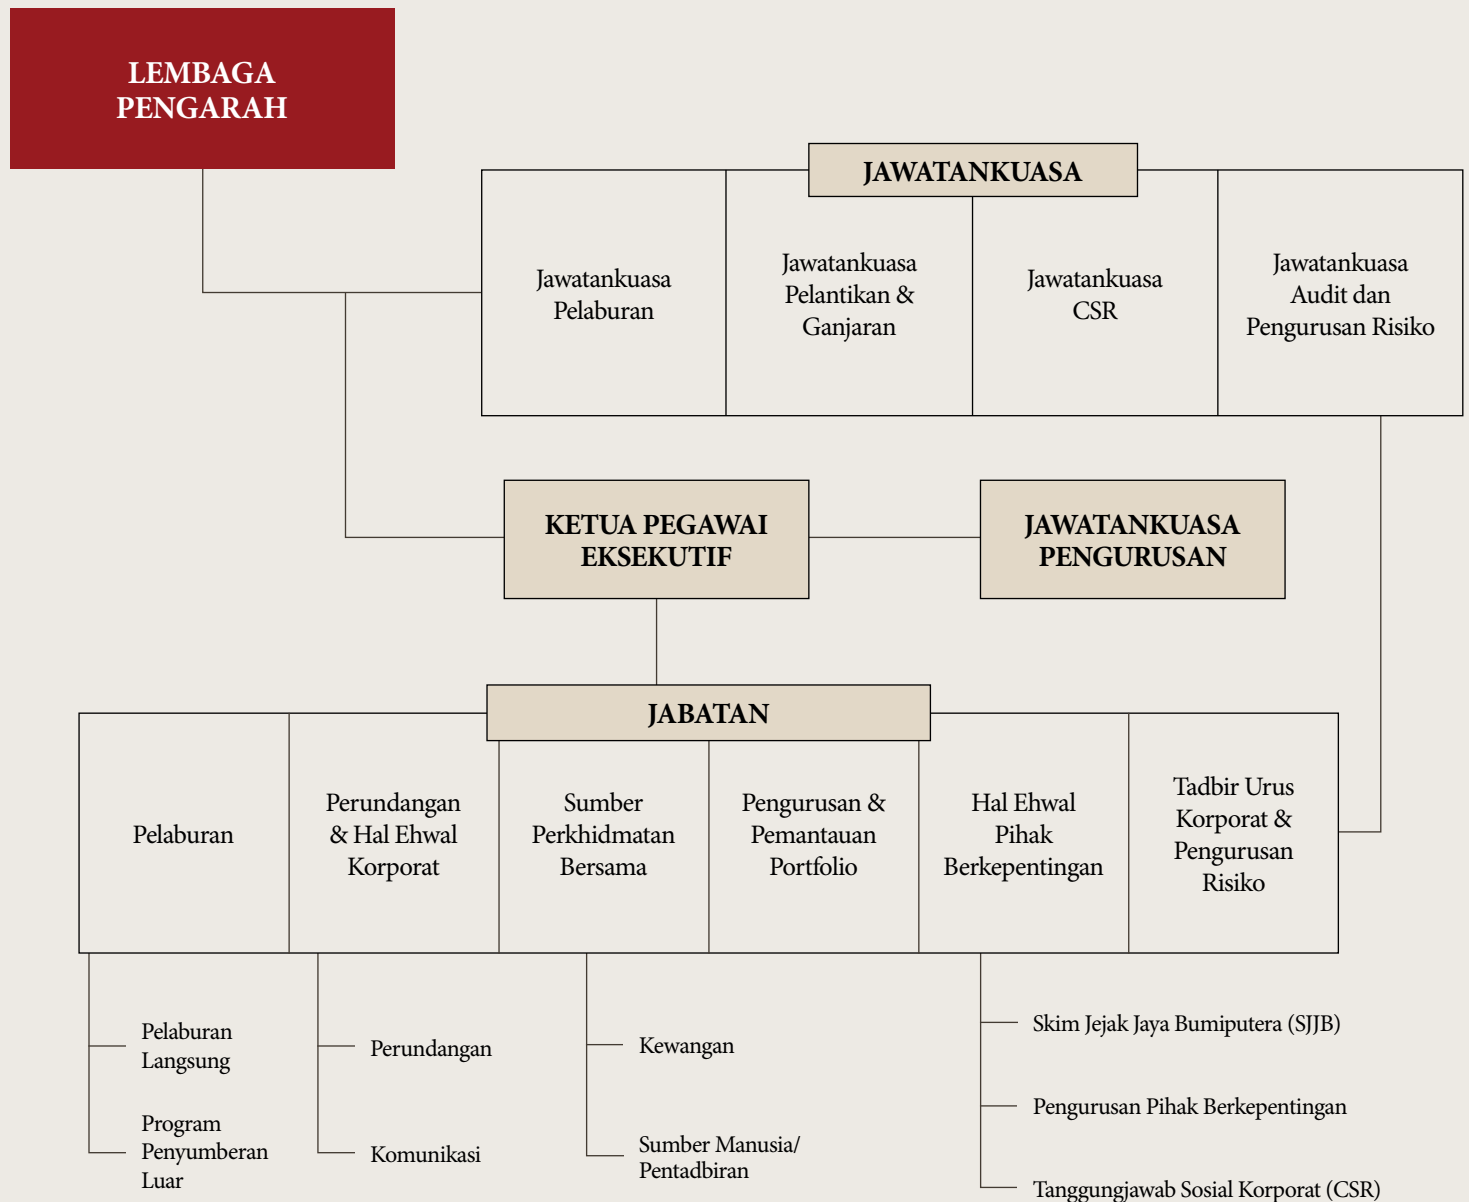 LEMBAGA
PENGARAH
JAWATANKUASA
Jawatankuasa
Pelaburan
Jawatankuasa
Pelantikan &
Ganjaran
Jawatankuasa
CSR
Jawatankuasa
Audit dan
Pengurusan Risiko
KETUA PEGAWAI
EKSEKUTIF
JAWATANKUASA
PENGURUSAN
JABATAN
Pelaburan
Perundangan
& Hal Ehwal
Korporat
Sumber
Perkhidmatan
Bersama
Pengurusan &
Pemantauan
Portfolio
Hal Ehwal
Pihak
Berkepentingan
Tadbir Urus
Korporat &
Pengurusan
Risiko
Pelaburan
Langsung
Program
Penyumberan
Luar
Perundangan
Komunikasi
Kewangan
Sumber Manusia/
Pentadbiran
Skim Jejak Jaya Bumiputera (SJJB)
Pengurusan Pihak Berkepentingan
Tanggungjawab Sosial Korporat (CSR)